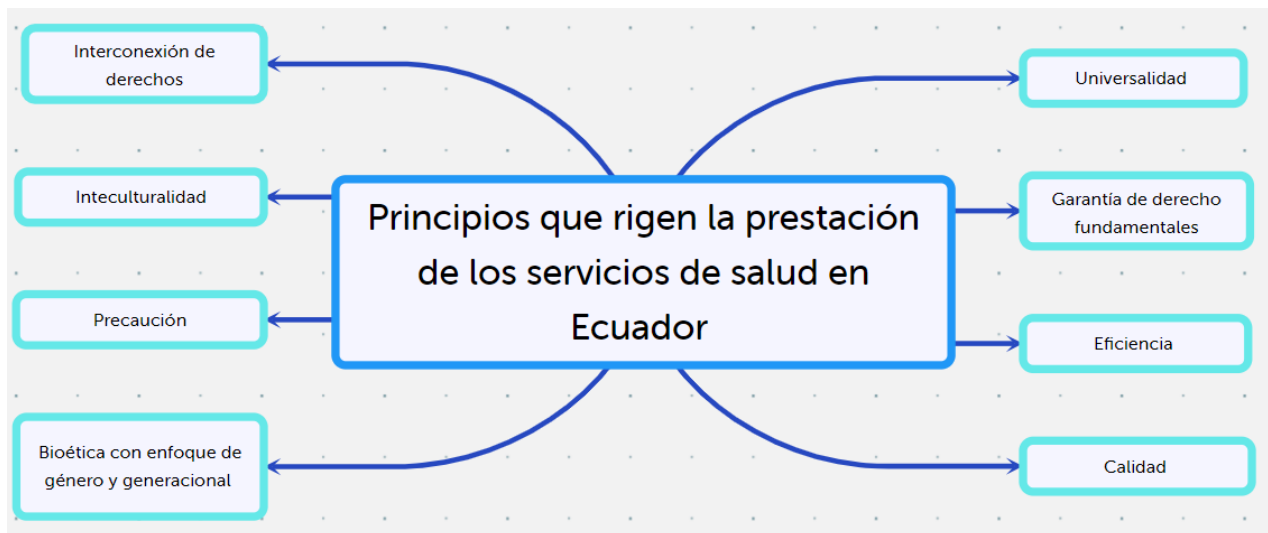 Interconexión de
derechos
Universalidad
Inteculturalidad
Garantía de derecho
fundamentales
Principios que rigen la prestación
de los servicios de salud en
Ecuador
Precaución
Eficiencia
Bioética con enfoque de
género y generacional
Calidad